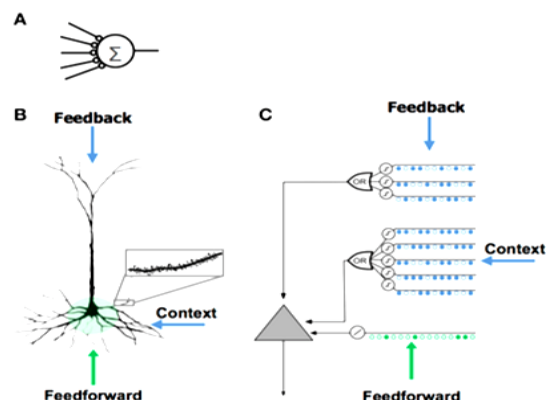 A
Σ
B
Feedback
Context
Feedforward
C
Feedback
OR
OR
Context
Feedforward